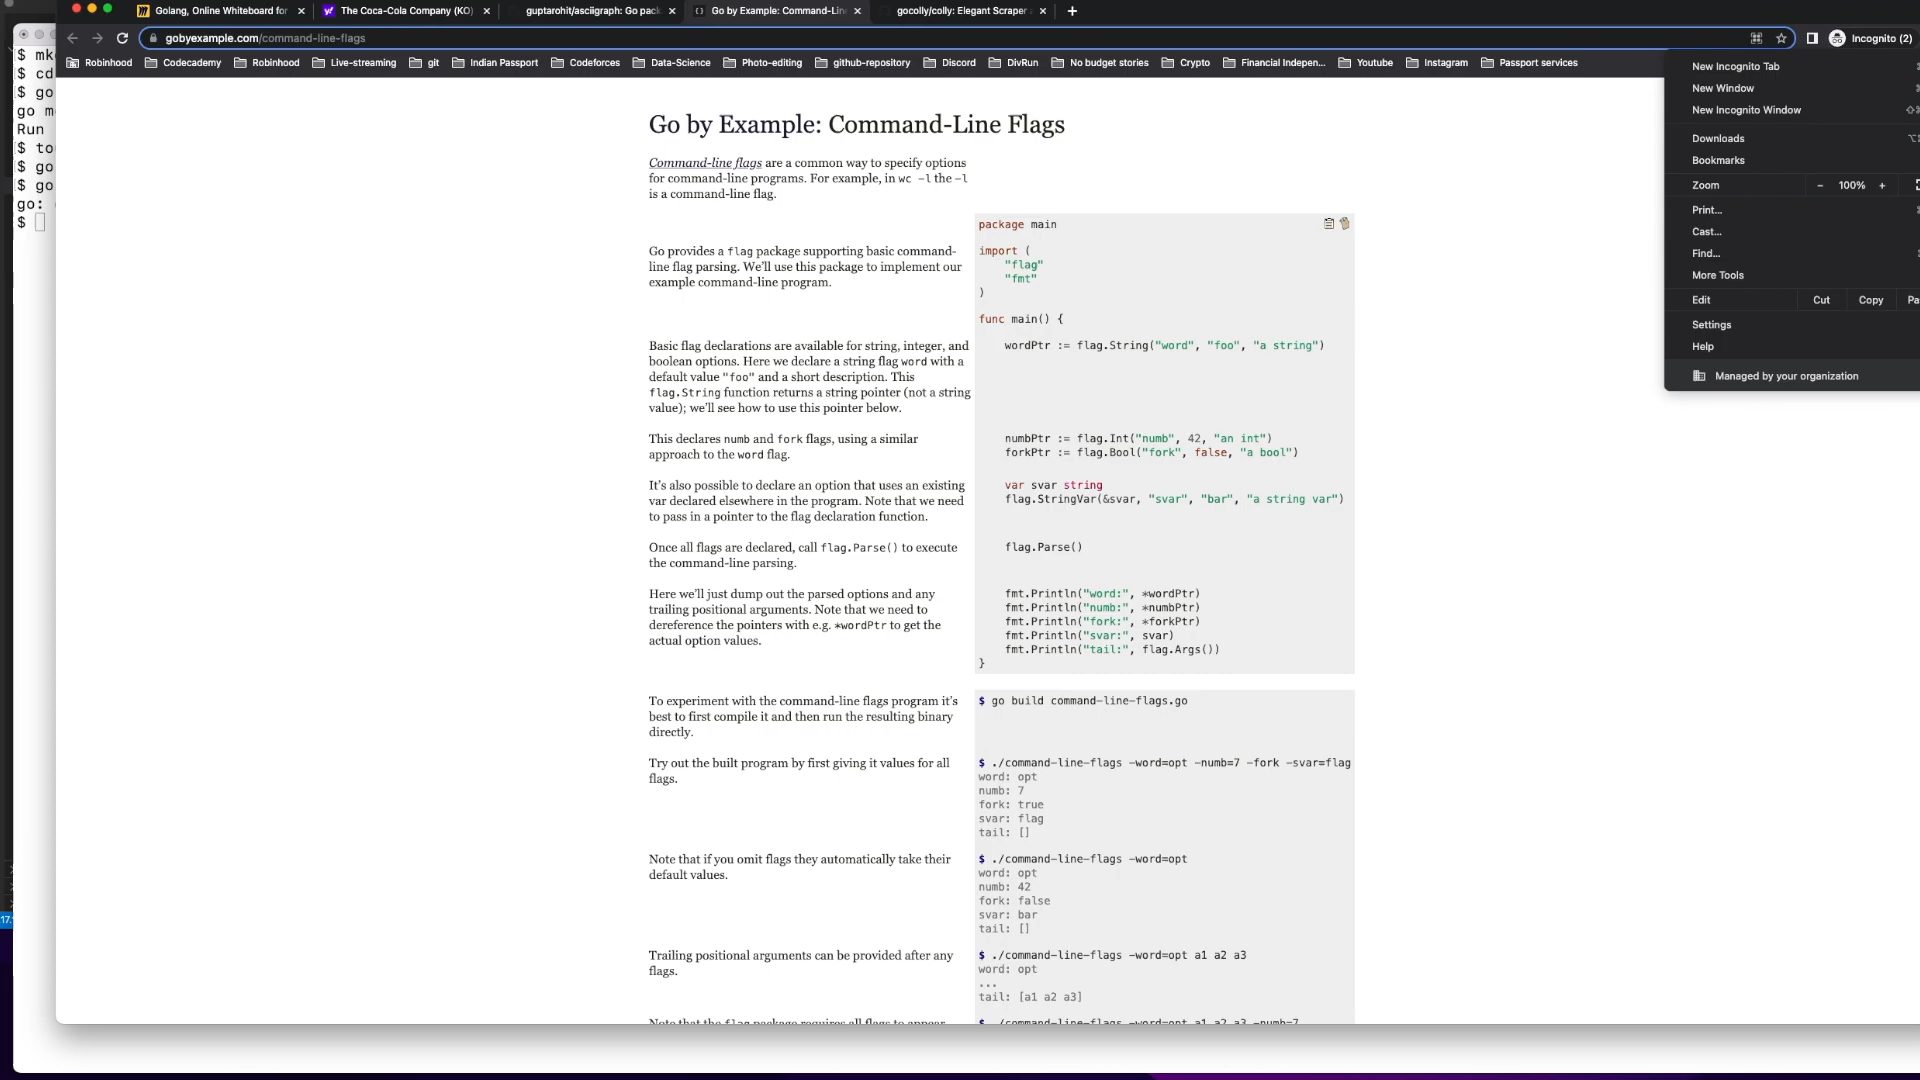 Golang, Online Whiteboard for
The Coca-Cola Company (KO)
guptarohit/asciigraph: Go pack
Go by Example: Command-Lin
gocolly/colly: Elegant Scraper
gobyexample.com/command-line-flags
Incognito (2)
Robinhood
Codecademy
Robinhood
Live-streaming
git
Indian Passport
Codeforces
Data-Science
Photo-editing
github-repository
Discord
DivRun
No budget stories
Crypto
Financial Indepen...
Youtube
Instagram
Passport services
$ mk
$ cd
$ go
go m
Run
$ to
$ go
$ go
go:
$
17.
New Incognito Tab
New Window
New Incognito Window
Downloads
Bookmarks
Zoom
- 100% +
Print...
Cast...
Find...
More Tools
Edit Cut Copy Pa
Settings
Help
Managed by your organization
Go by Example: Command-Line Flags
Command-line flags are a common way to specify options
for command-line programs. For example, in wc -l the -l
is a command-line flag.
Go provides a flag package supporting basic command-
line flag parsing. We'll use this package to implement our
example command-line program.
Basic flag declarations are available for string, integer, and
boolean options. Here we declare a string flag word with a
default value "foo" and a short description. This
flag.String function returns a string pointer (not a string
value); we'll see how to use this pointer below.
This declares numb and fork flags, using a similar
approach to the word flag.
It's also possible to declare an option that uses an existing
var declared elsewhere in the program. Note that we need
to pass in a pointer to the flag declaration function.
Once all flags are declared, call flag.Parse() to execute
the command-line parsing.
Here we'll just dump out the parsed options and any
trailing positional arguments. Note that we need to
dereference the pointers with e.g. *wordPtr to get the
actual option values.
package main
import (
"flag"
"fmt"
)
func main() {
wordPtr := flag.String("word", "foo", "a string")
numbPtr := flag.Int("numb", 42, "an int")
forkPtr := flag.Bool("fork", false, "a bool")
var svar string
flag.StringVar(&svar, "svar", "bar", "a string var")
flag.Parse()
fmt.Println("word:", *wordPtr)
fmt.Println("numb:", *numbPtr)
fmt.Println("fork:", *forkPtr)
fmt.Println("svar:", svar)
fmt.Println("tail:", flag.Args())
}
To experiment with the command-line flags program it's
best to first compile it and then run the resulting binary
directly.
$ go build command-line-flags.go
Try out the built program by first giving it values for all
flags.
$ ./command-line-flags -word=opt -numb=7 -fork -svar=flag
word: opt
numb: 7
fork: true
svar: flag
tail: []
Note that if you omit flags they automatically take their
default values.
$ ./command-line-flags -word=opt
word: opt
numb: 42
fork: false
svar: bar
tail: []
Trailing positional arguments can be provided after any
flags.
$ ./command-line-flags -word=opt a1 a2 a3
word: opt
...
tail: [a1 a2 a3]
Note that the flag package requires all flags to appear
$ ./command-line-flags -word=opt a1 a2 a3 -numb=7